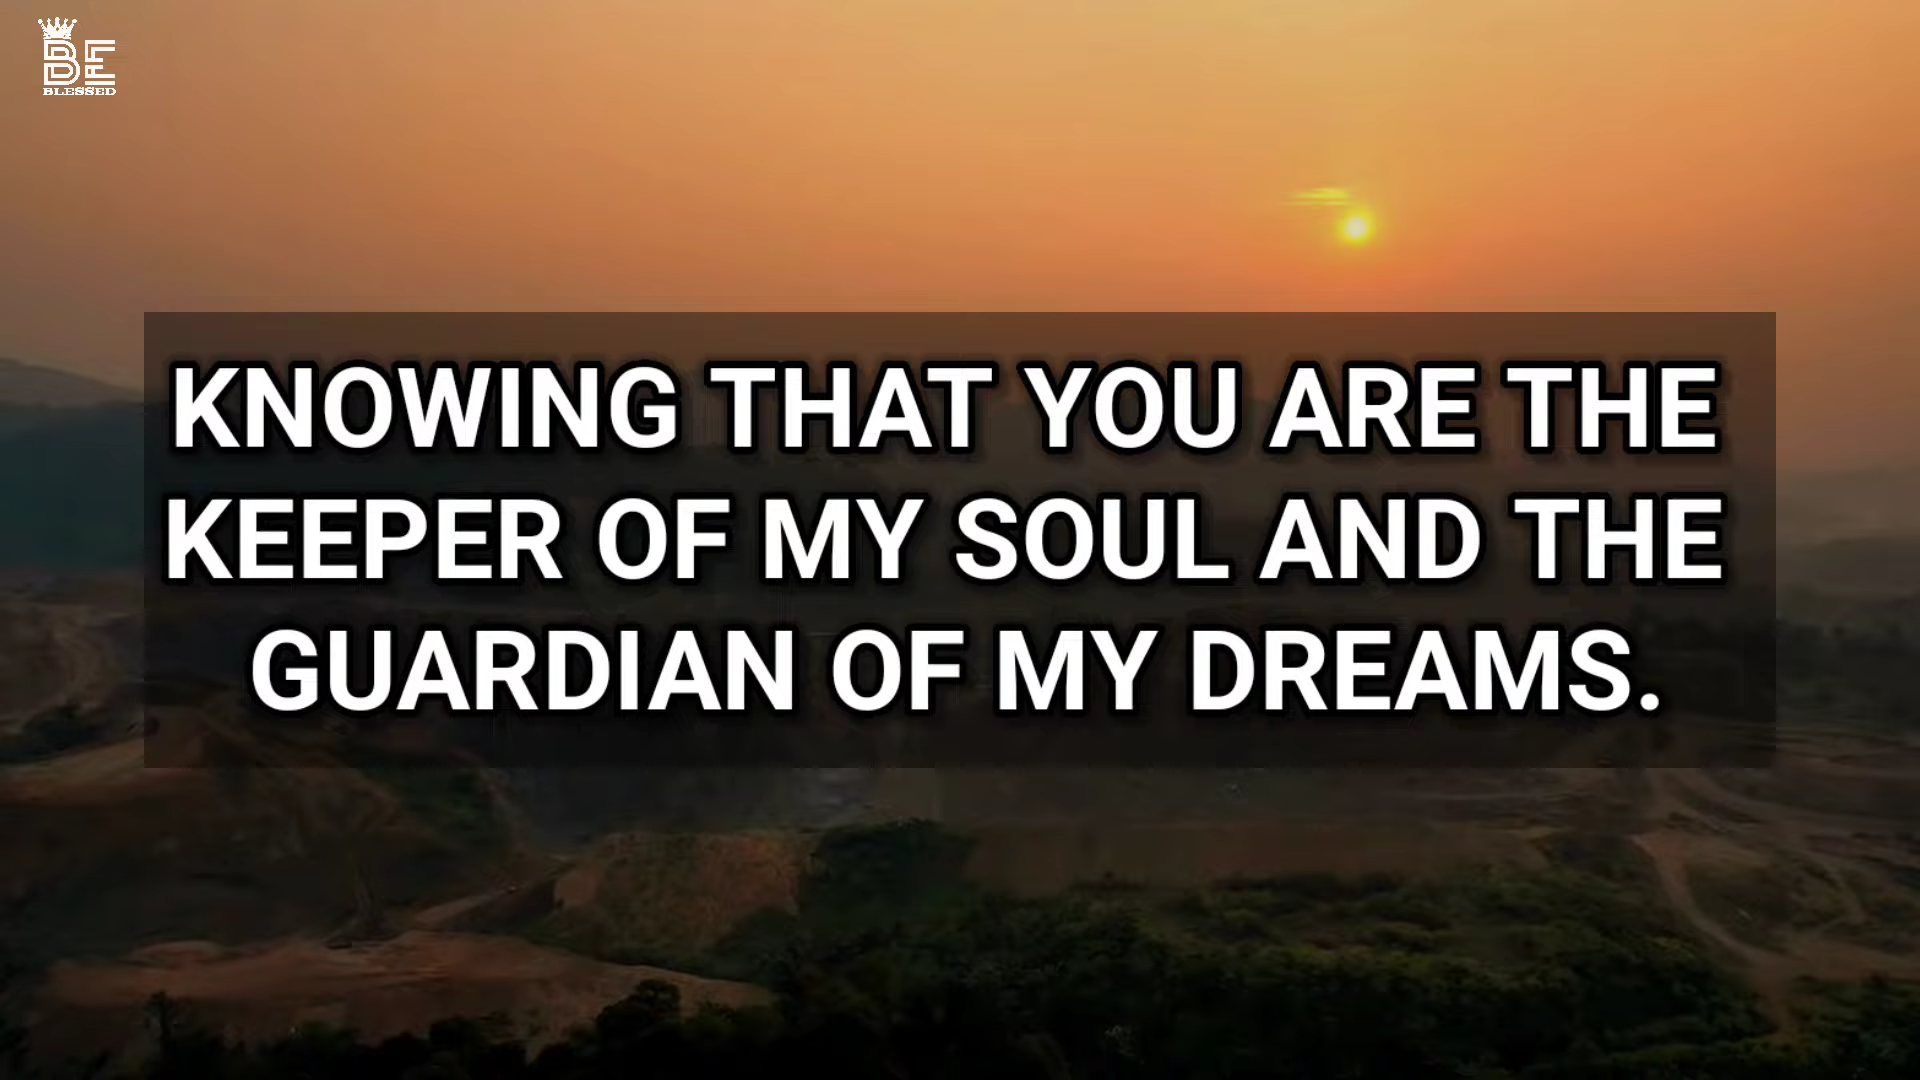 BE
BLESSED
KNOWING THAT YOU ARE THE
KEEPER OF MY SOUL AND THE
GUARDIAN OF MY DREAMS.